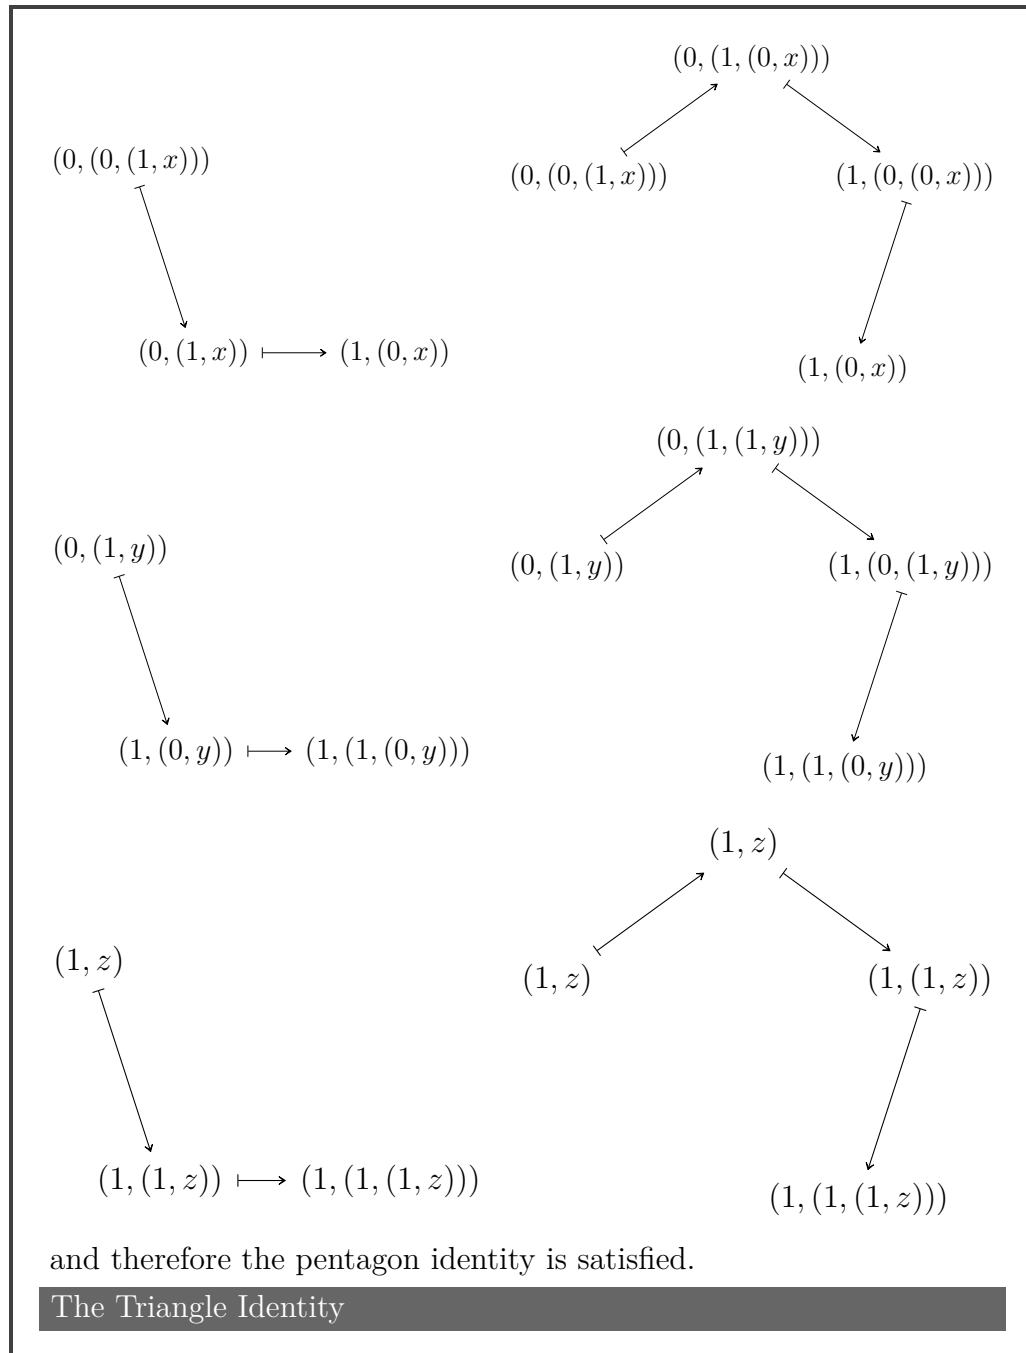 (0, (1, (0, x)))
(0, (0, (1, x)))
(0, (0, (1, x)))
(1, (0, (0, x)))
(0, (1, x)) ⟼ (1, (0, x))
(1, (0, x))
(0, (1, (1, y)))
(0, (1, y))
(0, (1, y))
(1, (0, (1, y)))
(1, (0, y)) ⟼ (1, (1, (0, y)))
(1, (1, (0, y)))
(1, z)
(1, z)
(1, z)
(1, (1, z))
(1, (1, z)) ⟼ (1, (1, (1, z)))
(1, (1, (1, z)))
and therefore the pentagon identity is satisfied.
The Triangle Identity